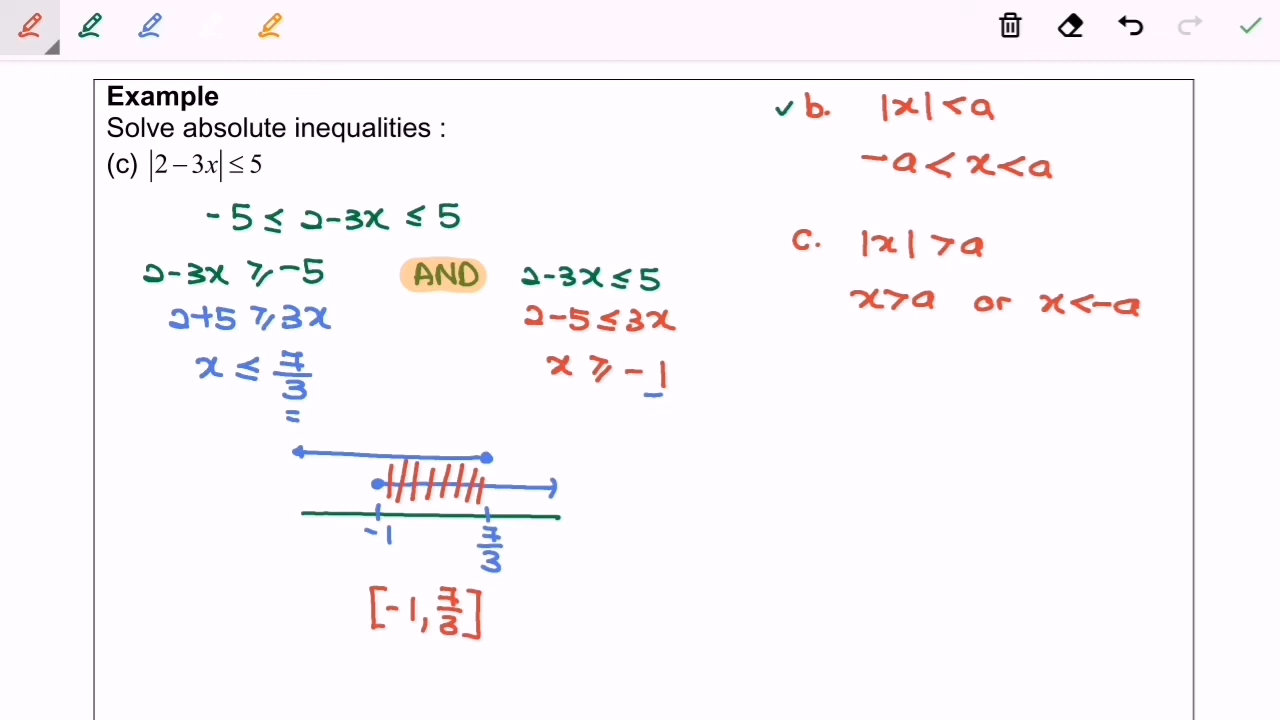 Example
Solve absolute inequalities :
(c) |2 − 3x| ≤ 5
-5 ≤ 2-3x ≤ 5
2-3x ≥ -5 AND 2-3x ≤ 5
2+5 ≥ 3x 2-5 ≤ 3x
x ≤ 7/3 x ≥ -1
-1 7/3
[-1, 7/3]
✓ b. |x| < a
-a < x < a
c. |x| > a
x > a or x < -a